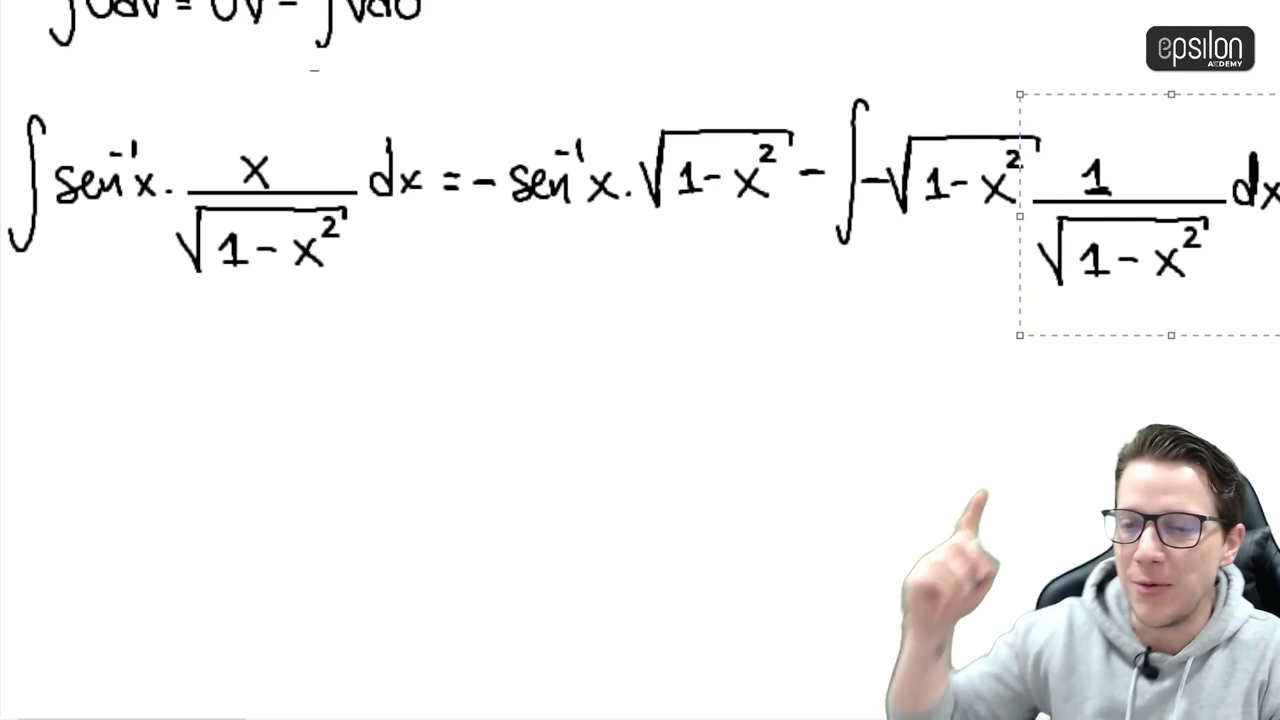 ∫udv = uv - ∫vdu
epsilon
AXDEMY
∫ sen⁻¹x · x/√(1-x²) dx = - sen⁻¹x · √(1-x²) - ∫ -√(1-x²) 1/√(1-x²) dx